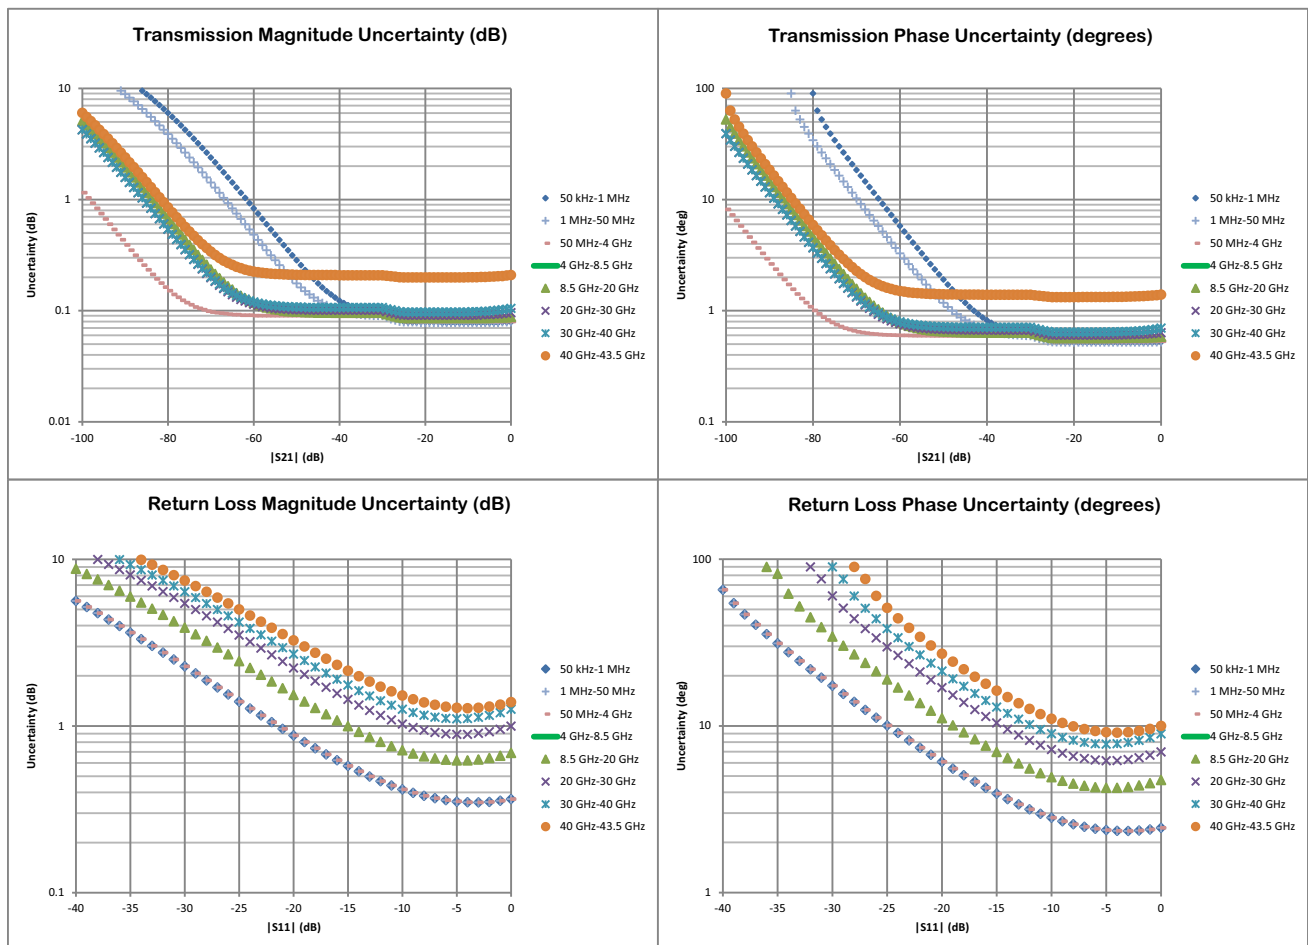 Transmission Magnitude Uncertainty (dB)
10
1
0.1
0.01
Uncertainty (dB)
-100 -80 -60 -40 -20 0
|S21| (dB)
50 kHz-1 MHz
1 MHz-50 MHz
50 MHz-4 GHz
4 GHz-8.5 GHz
8.5 GHz-20 GHz
20 GHz-30 GHz
30 GHz-40 GHz
40 GHz-43.5 GHz
Transmission Phase Uncertainty (degrees)
100
10
1
0.1
Uncertainty (deg)
-100 -80 -60 -40 -20 0
|S21| (dB)
50 kHz-1 MHz
1 MHz-50 MHz
50 MHz-4 GHz
4 GHz-8.5 GHz
8.5 GHz-20 GHz
20 GHz-30 GHz
30 GHz-40 GHz
40 GHz-43.5 GHz
Return Loss Magnitude Uncertainty (dB)
10
1
0.1
Uncertainty (dB)
-40 -35 -30 -25 -20 -15 -10 -5 0
|S11| (dB)
50 kHz-1 MHz
1 MHz-50 MHz
50 MHz-4 GHz
4 GHz-8.5 GHz
8.5 GHz-20 GHz
20 GHz-30 GHz
30 GHz-40 GHz
40 GHz-43.5 GHz
Return Loss Phase Uncertainty (degrees)
100
10
1
Uncertainty (deg)
-40 -35 -30 -25 -20 -15 -10 -5 0
|S11| (dB)
50 kHz-1 MHz
1 MHz-50 MHz
50 MHz-4 GHz
4 GHz-8.5 GHz
8.5 GHz-20 GHz
20 GHz-30 GHz
30 GHz-40 GHz
40 GHz-43.5 GHz